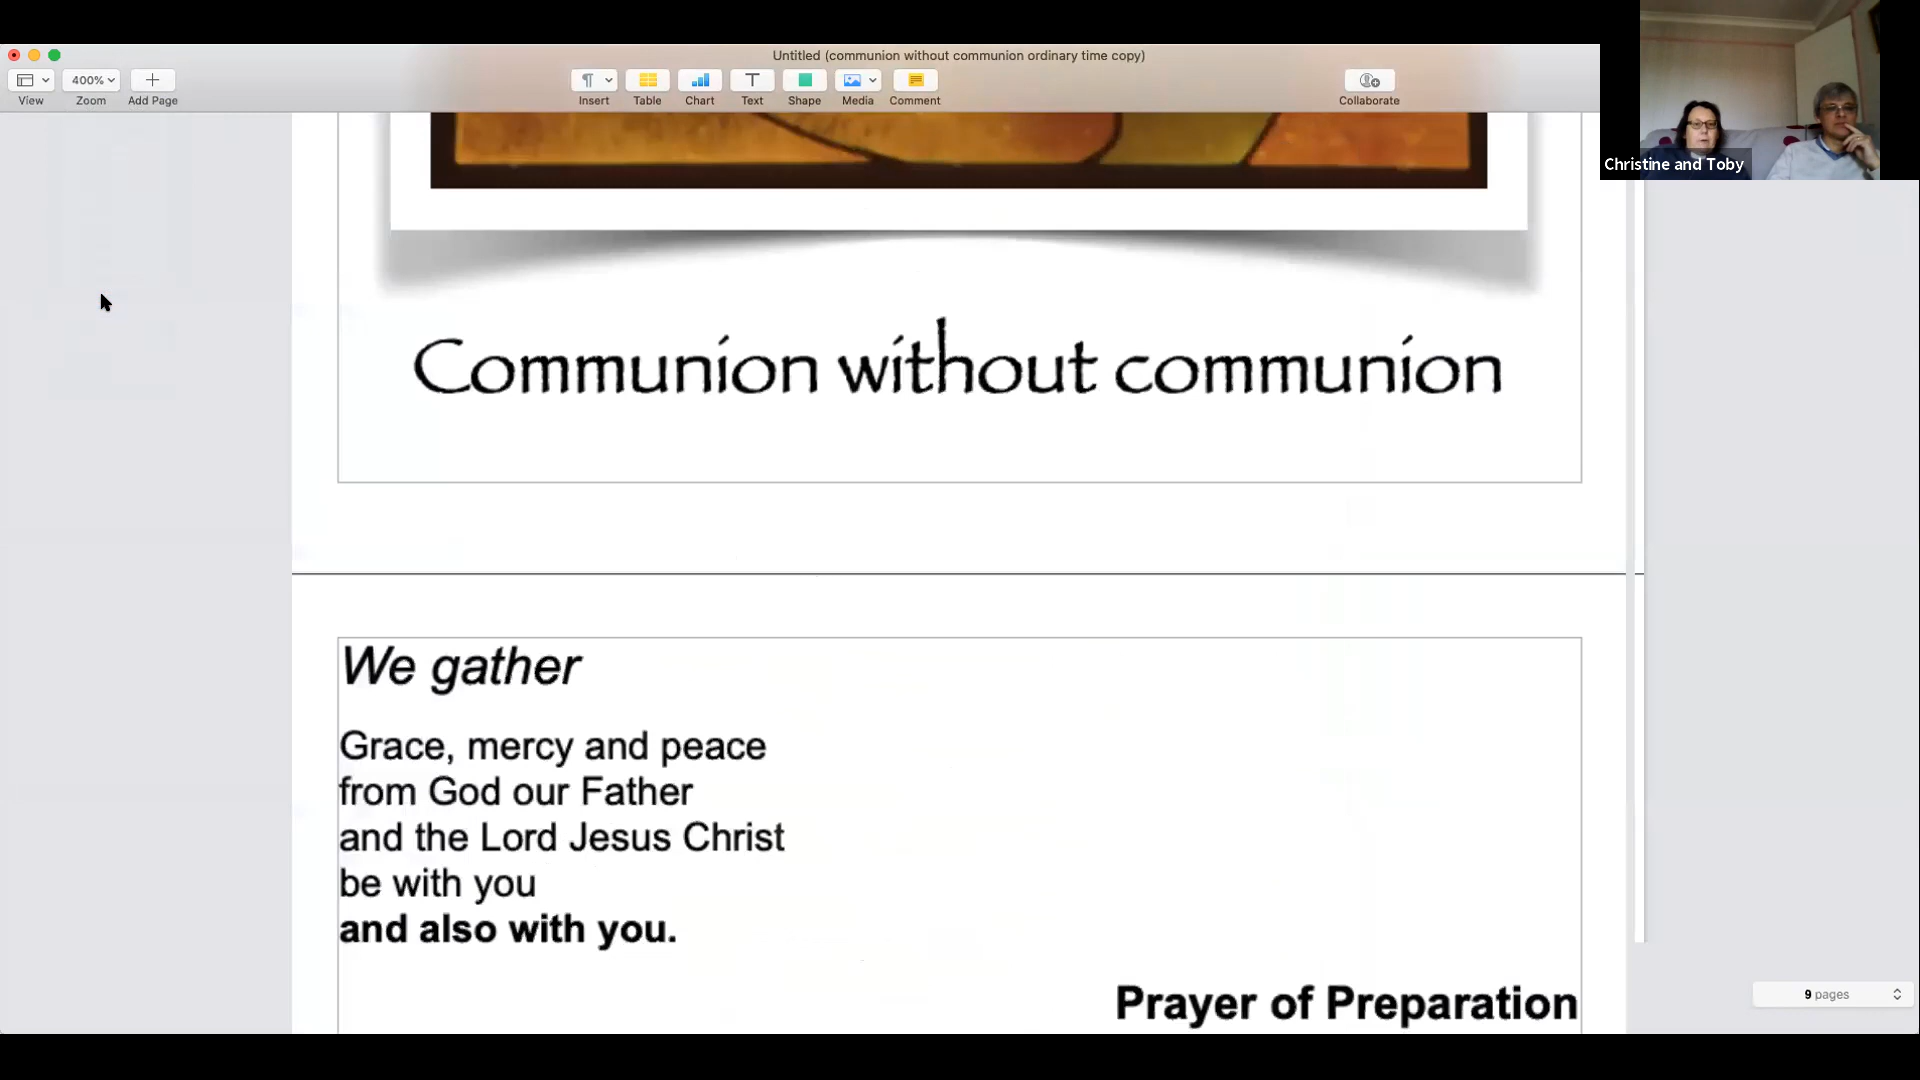 Untitled (communion without communion ordinary time copy)
400%
View
Zoom
Add Page
Insert
Table
Chart
Text
Shape
Media
Comment
Collaborate
Christine and Toby
Communion without communion
We gather
Grace, mercy and peace
from God our Father
and the Lord Jesus Christ
be with you
and also with you.
Prayer of Preparation
9 pages